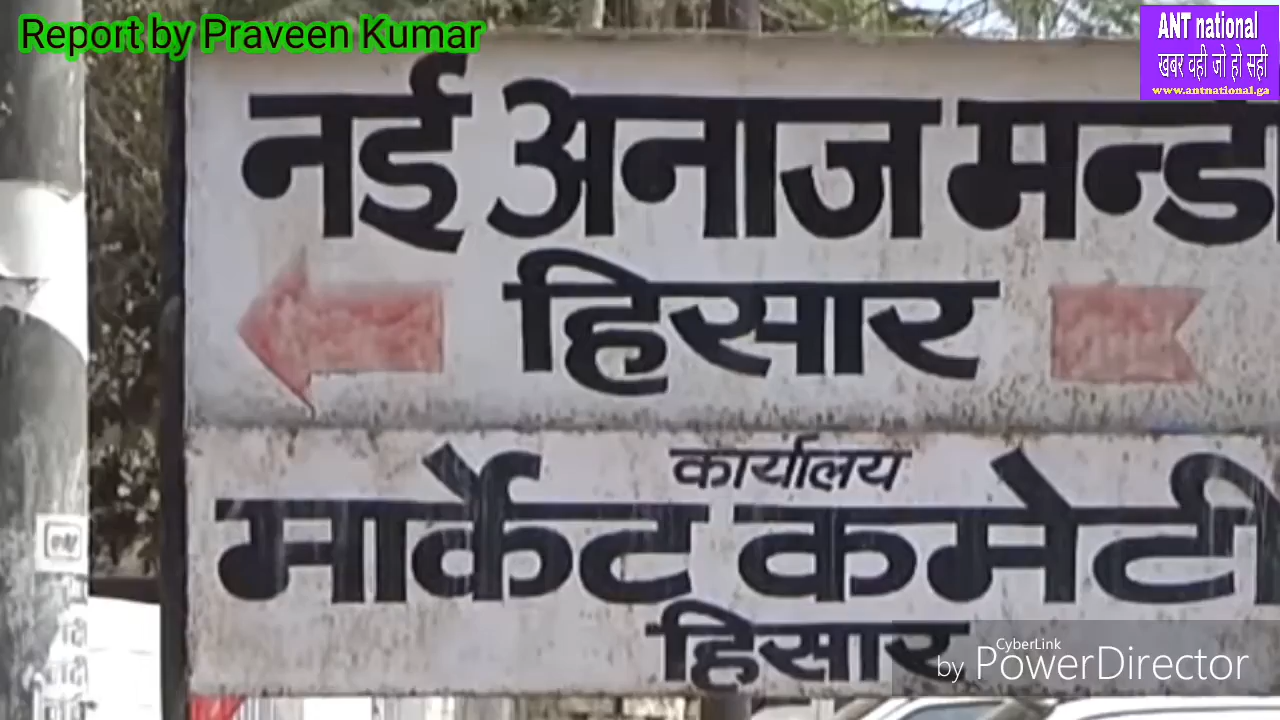 Report by Praveen Kumar
ANT national
खबर वही जो हो सही
www.antnational.ga
नई अनाज मन्डी
हिसार
कार्यालय
मार्केट कमेटी
हिसार
CyberLink
by PowerDirector